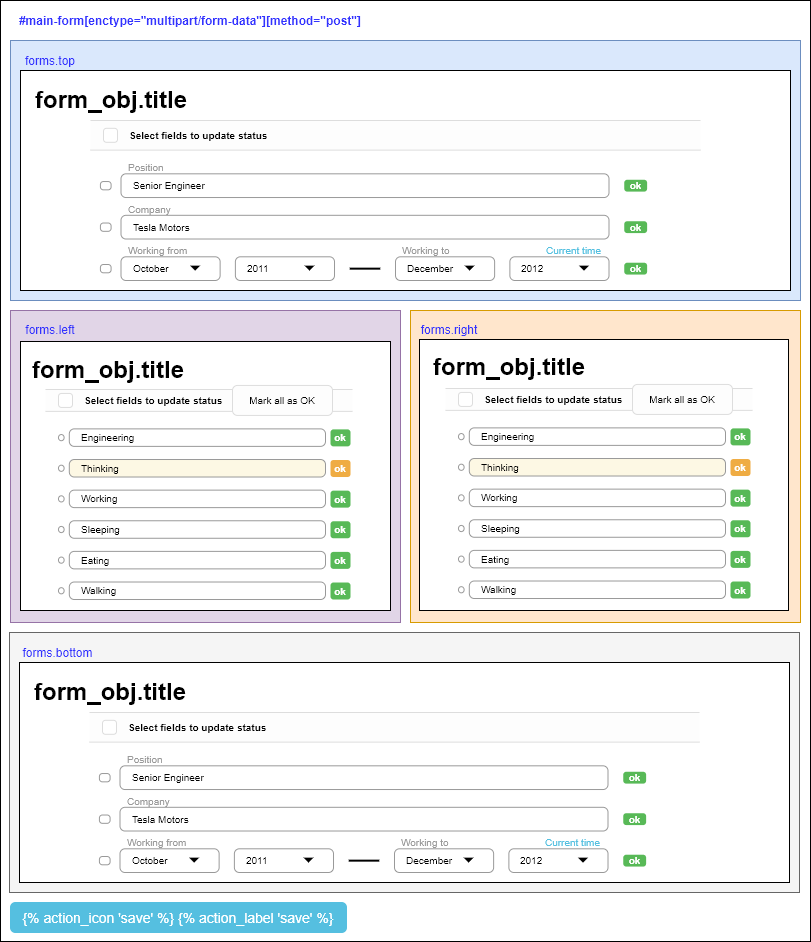 #main-form[enctype="multipart/form-data"][method="post"]
forms.top
form_obj.title
Select fields to update status
Position
Senior Engineer ok
Company
Tesla Motors ok
Working from Working to Current time
October 2011 December 2012 ok
forms.left
form_obj.title
Select fields to update status Mark all as OK
Engineering ok
Thinking ok
Working ok
Sleeping ok
Eating ok
Walking ok
forms.right
form_obj.title
Select fields to update status Mark all as OK
Engineering ok
Thinking ok
Working ok
Sleeping ok
Eating ok
Walking ok
forms.bottom
form_obj.title
Select fields to update status
Position
Senior Engineer ok
Company
Tesla Motors ok
Working from Working to Current time
October 2011 December 2012 ok
{% action_icon 'save' %} {% action_label 'save' %}